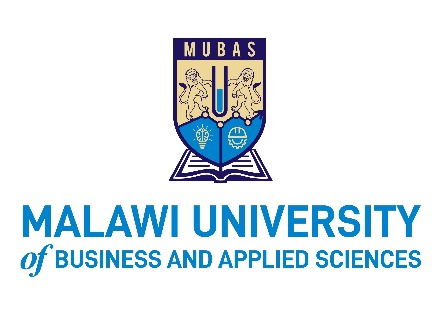 MUBAS
MALAWI UNIVERSITY
of BUSINESS AND APPLIED SCIENCES